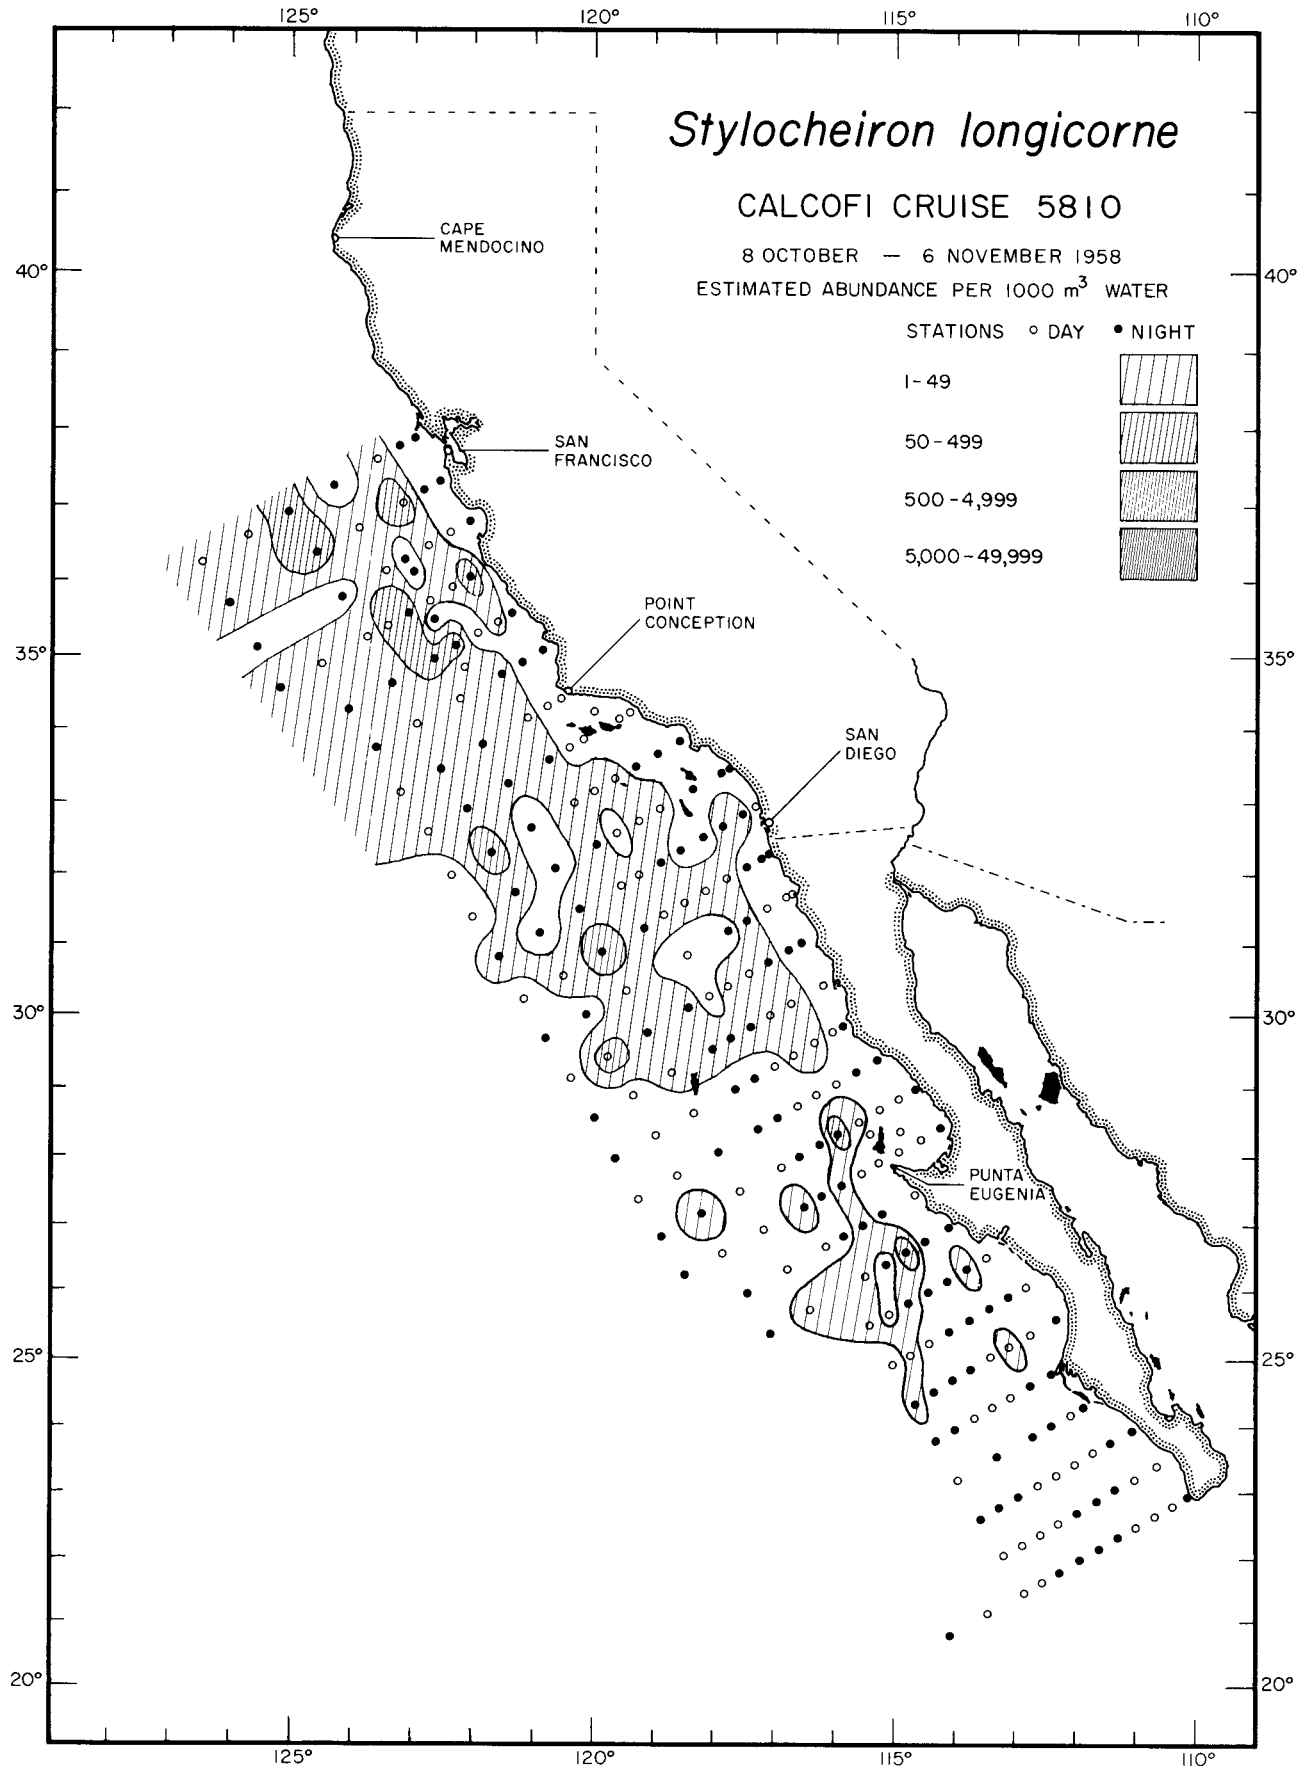 125° 120° 115° 110°
Stylocheiron longicorne
CALCOFI CRUISE 5810
8 OCTOBER — 6 NOVEMBER 1958
ESTIMATED ABUNDANCE PER 1000 m³ WATER
STATIONS ○ DAY ● NIGHT
1-49
50-499
500-4,999
5,000-49,999
CAPE
MENDOCINO
40° 40°
SAN
FRANCISCO
POINT
CONCEPTION
35° 35°
SAN
DIEGO
30° 30°
PUNTA
EUGENIA
25° 25°
20° 20°
125° 120° 115° 110°